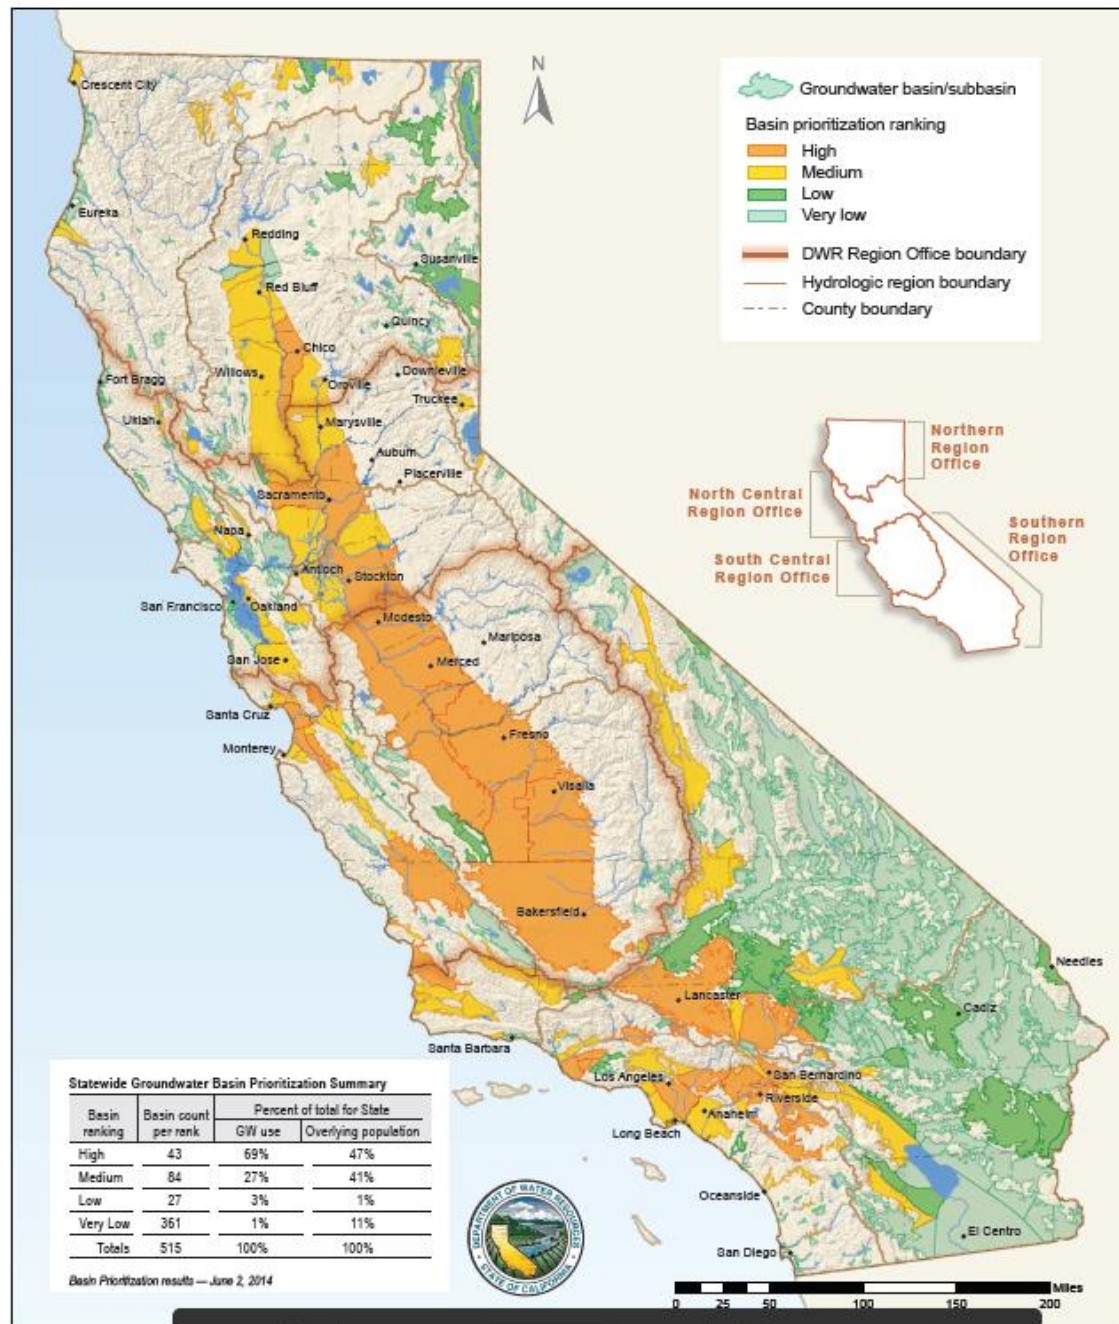 N
Groundwater basin/subbasin
Basin prioritization ranking
High
Medium
Low
Very low
DWR Region Office boundary
Hydrologic region boundary
County boundary
Crescent City
Eureka
Redding
Susanville
Red Bluff
Quincy
Chico
Fort Bragg
Willows
Oroville
Downieville
Truckee
Ukiah
Marysville
Auburn
Placerville
Sacramento
Napa
Antioch
Stockton
San Francisco
Oakland
Modesto
Mariposa
San Jose
Merced
Santa Cruz
Fresno
Monterey
Visalia
Bakersfield
Needles
Lancaster
Cadiz
Santa Barbara
Los Angeles
San Bernardino
Riverside
Anaheim
Long Beach
Oceanside
El Centro
San Diego
Northern
Region
Office
North Central
Region Office
Southern
Region
Office
South Central
Region Office
Statewide Groundwater Basin Prioritization Summary
Basin ranking Basin count per rank Percent of total for State
GW use Overlying population
High 43 69% 47%
Medium 84 27% 41%
Low 27 3% 1%
Very Low 361 1% 11%
Totals 515 100% 100%
Basin Prioritization results — June 2, 2014
DEPARTMENT OF WATER RESOURCES
STATE OF CALIFORNIA
Miles
0 25 50 100 150 200